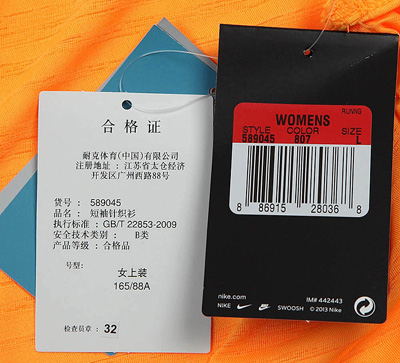 合格证
耐克体育(中国)有限公司
注册地址：江苏省太仓经济
开发区广州西路88号
货号： 589045
品名： 短袖针织衫
执行标准：GB/T 22853-2009
安全技术类别： B类
产品等级：合格品
号型：
女上装
165/88A
检查员章：32
RUNNG
WOMENS
STYLE COLOR SIZE
589045 807 L
8 86915 28036 8
nike.com IM# 442443
NIKE SWOOSH © 2013 Nike